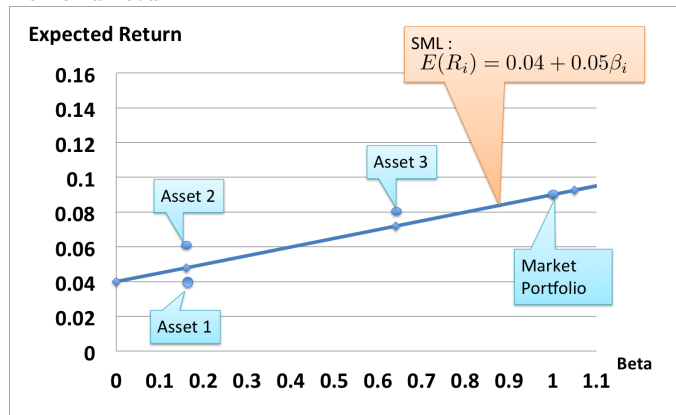 Expected Return
SML :
E(R_i) = 0.04 + 0.05β_i
0.16
0.14
0.12
0.1
0.08
0.06
0.04
0.02
0
Asset 3
Asset 2
Asset 1
Market
Portfolio
Beta
0 0.1 0.2 0.3 0.4 0.5 0.6 0.7 0.8 0.9 1 1.1